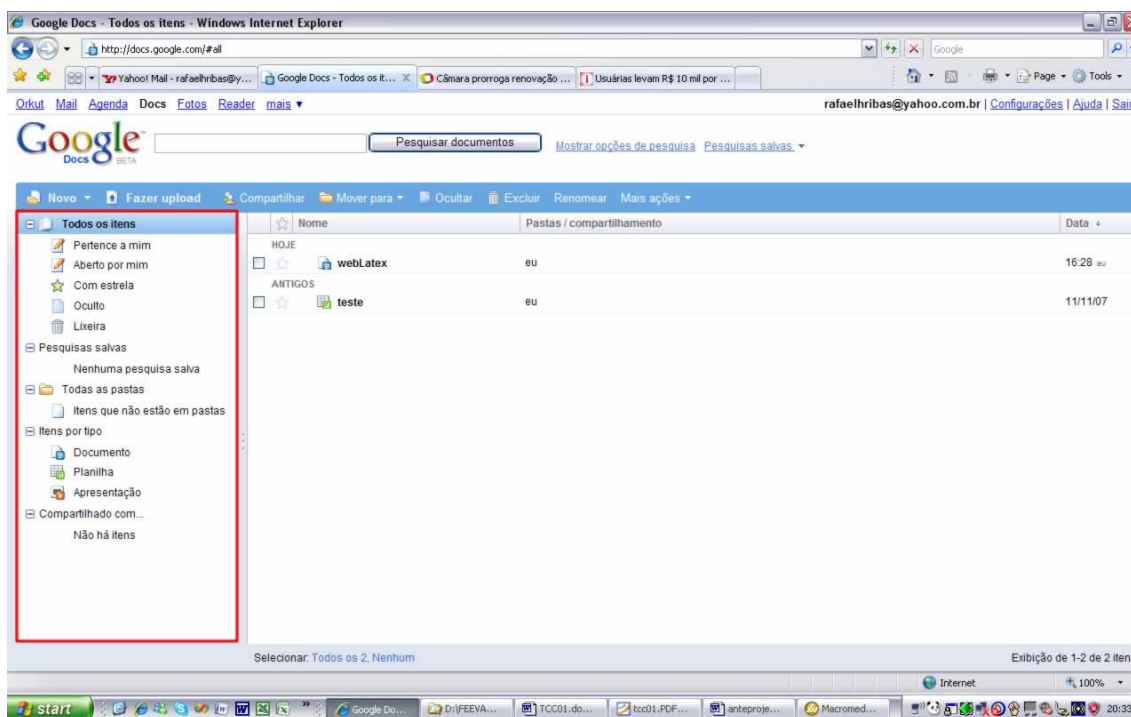 Google Docs - Todos os itens - Windows Internet Explorer
http://docs.google.com/#all
Google
Yahoo! Mail - rafaelhribas@y... Google Docs - Todos os it... Câmara prorroga renovação ... Usuárias levam R$ 10 mil por ... Page Tools
Orkut Mail Agenda Docs Fotos Reader mais rafaelhribas@yahoo.com.br | Configurações | Ajuda | Sair
Google Docs BETA Pesquisar documentos Mostrar opções de pesquisa Pesquisas salvas
Novo Fazer upload Compartilhar Mover para Ocultar Excluir Renomear Mais ações
Todos os itens Nome Pastas / compartilhamento Data
Pertence a mim HOJE
Aberto por mim webLatex eu 16:28 eu
Com estrela ANTIGOS
Oculto teste eu 11/11/07
Lixeira
Pesquisas salvas
Nenhuma pesquisa salva
Todas as pastas
Itens que não estão em pastas
Itens por tipo
Documento
Planilha
Apresentação
Compartilhado com...
Não há itens
Selecionar: Todos os 2, Nenhum Exibição de 1-2 de 2 iten
Internet 100%
start Google Do... D:\FEEVA... TCC01.do... tcc01.PDF... anteproje... Macromed... 20:33